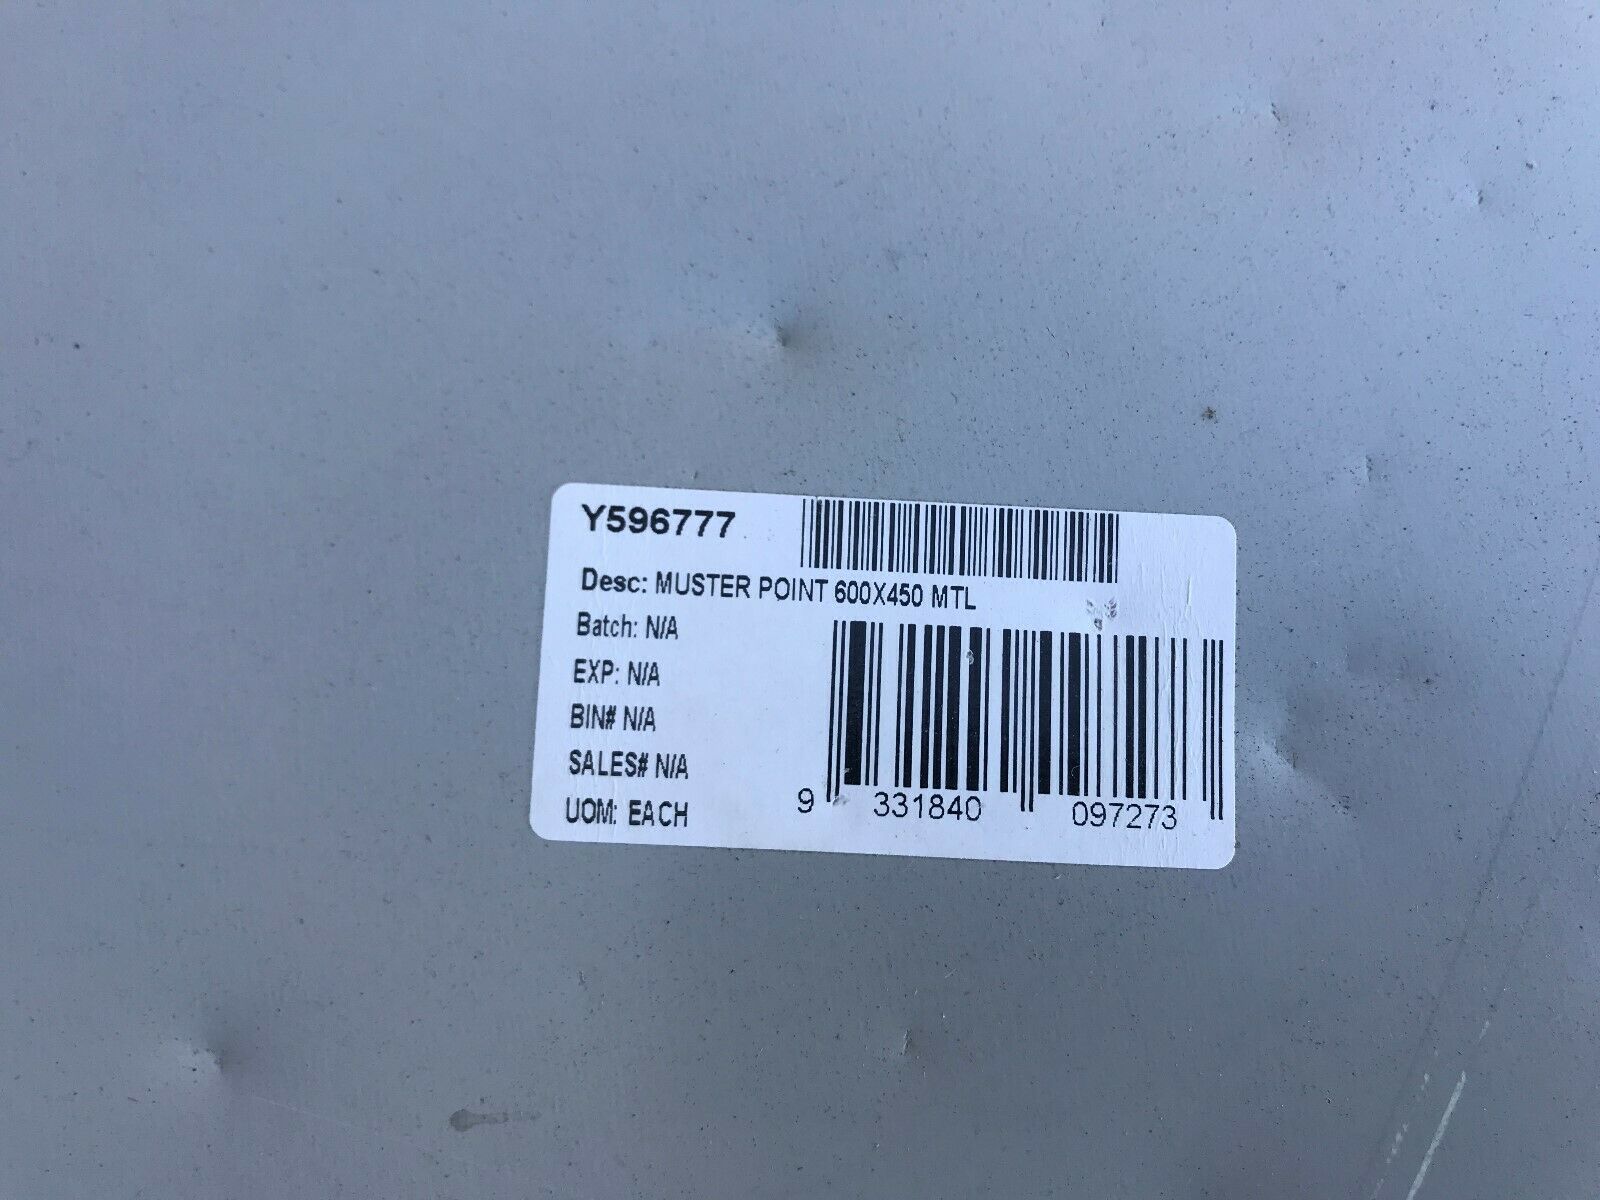 Y596777
Desc: MUSTER POINT 600X450 MTL
Batch: N/A
EXP: N/A
BIN# N/A
SALES# N/A
UOM: EACH
9 331840 097273